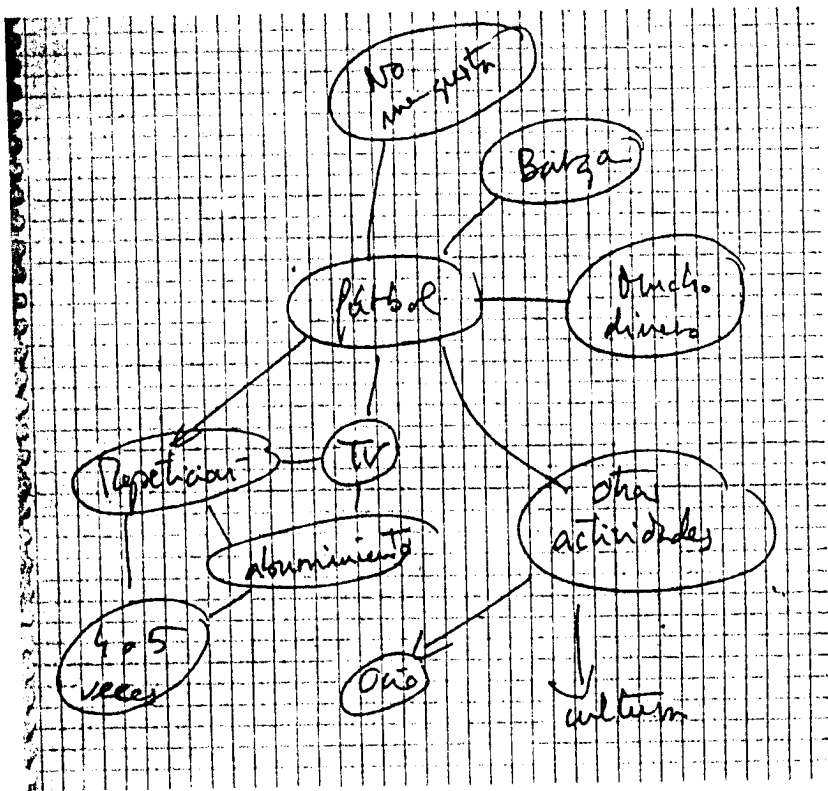 No
me gusta
Barça
fútbol
Mucho
dinero
Repetición
TV
otras
actividades
aburrimiento
4 o 5
veces
Ocio
cultura